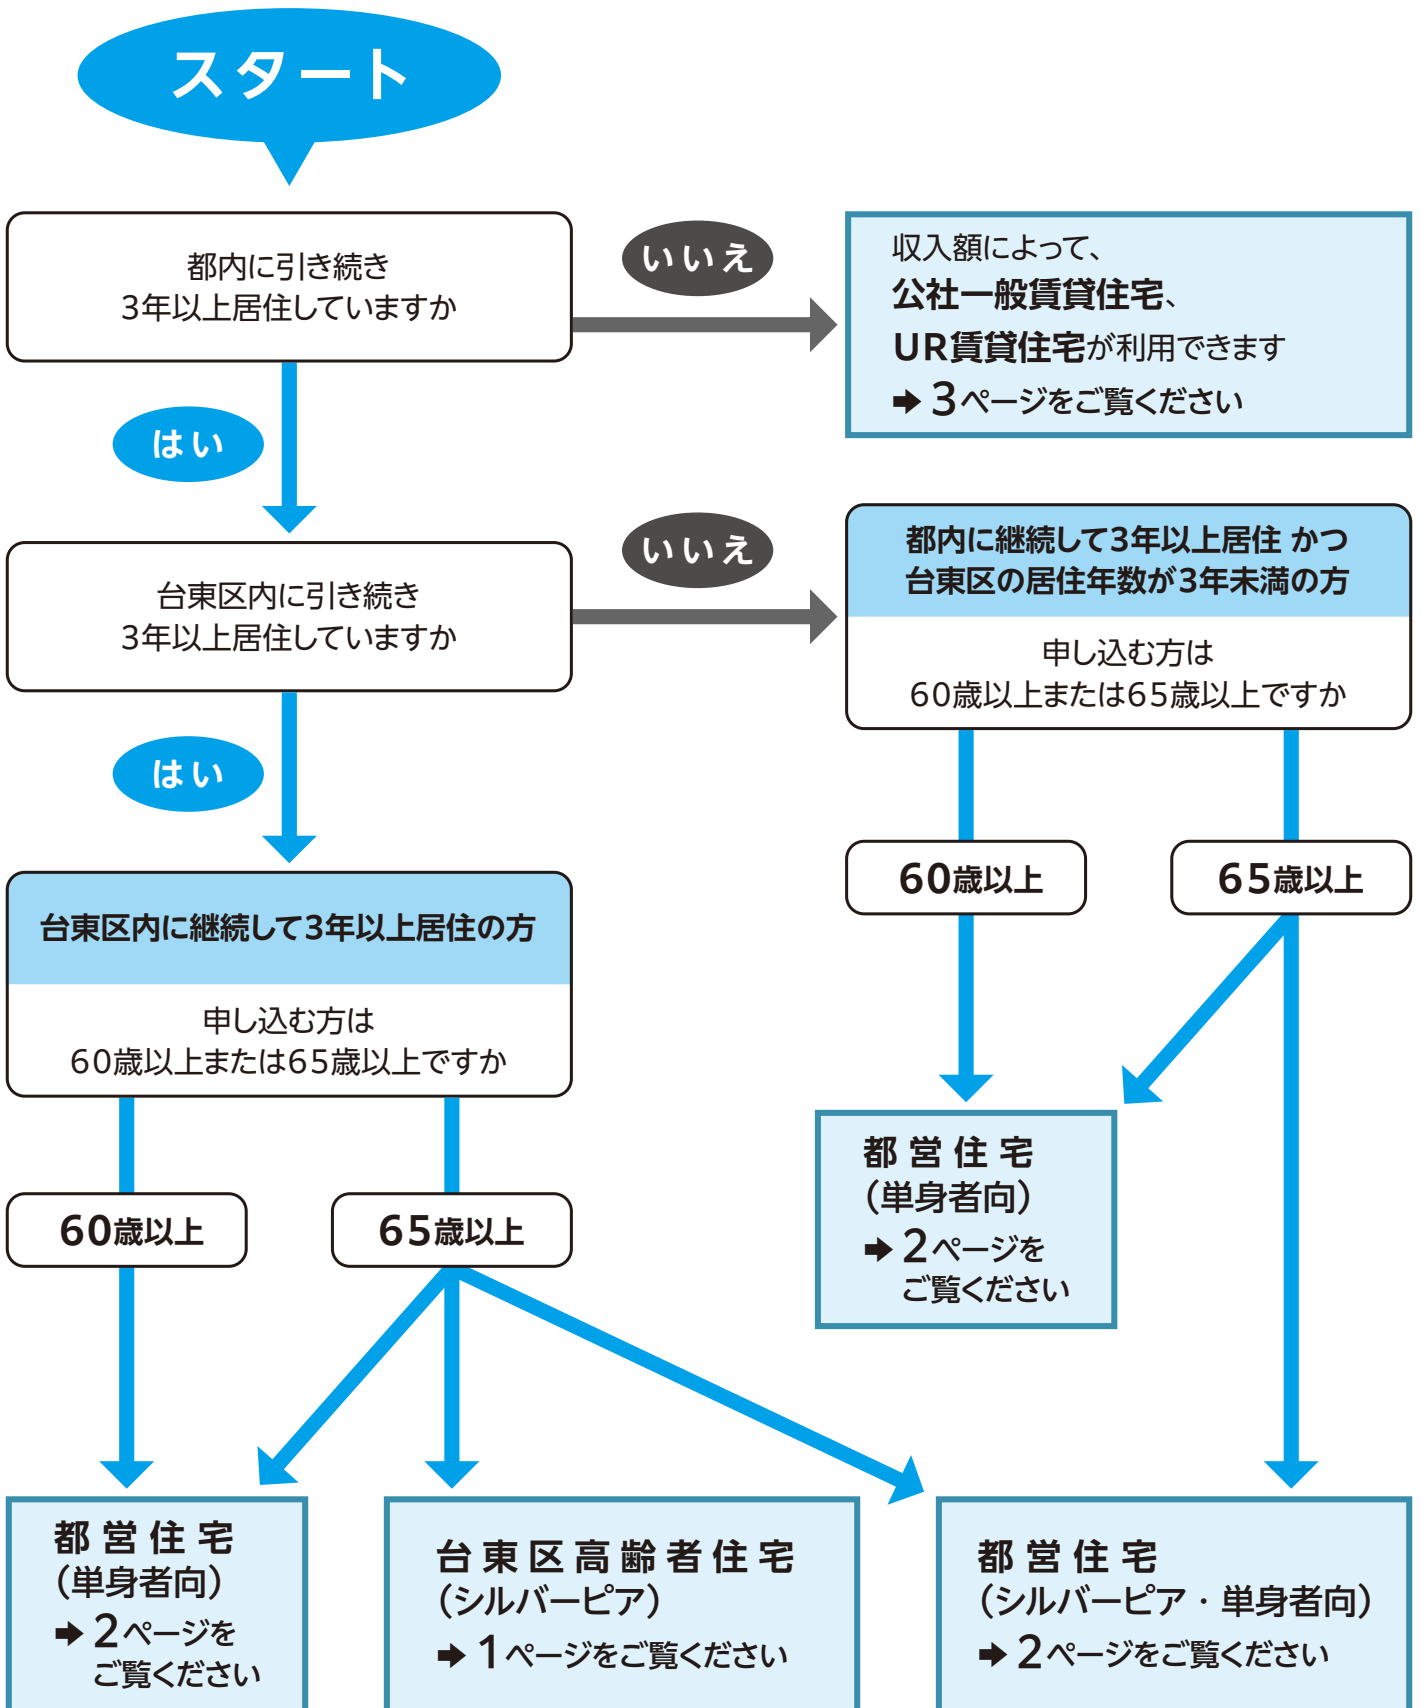 スタート
都内に引き続き
3年以上居住していますか
いいえ
収入額によって、
公社一般賃貸住宅、
UR賃貸住宅が利用できます
➡ 3ページをご覧ください
はい
台東区内に引き続き
3年以上居住していますか
いいえ
都内に継続して3年以上居住 かつ
台東区の居住年数が3年未満の方
申し込む方は
60歳以上または65歳以上ですか
はい
60歳以上
65歳以上
台東区内に継続して3年以上居住の方
申し込む方は
60歳以上または65歳以上ですか
都営住宅
（単身者向）
➡ 2ページを
ご覧ください
60歳以上
65歳以上
都営住宅
（単身者向）
➡ 2ページを
ご覧ください
台東区高齢者住宅
（シルバーピア）
➡ 1ページをご覧ください
都営住宅
（シルバーピア・単身者向）
➡ 2ページをご覧ください